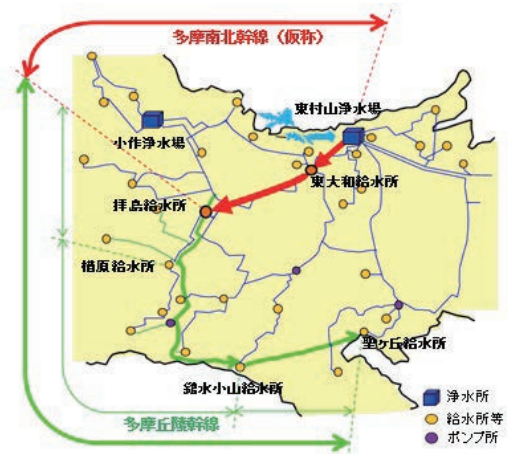 多摩南北幹線（仮称）
東村山浄水場
小作浄水場
東大和給水所
拝島給水所
楢原給水所
聖ヶ丘給水所
鑓水小山給水所
多摩丘陵幹線
浄水所
給水所等
ポンプ所